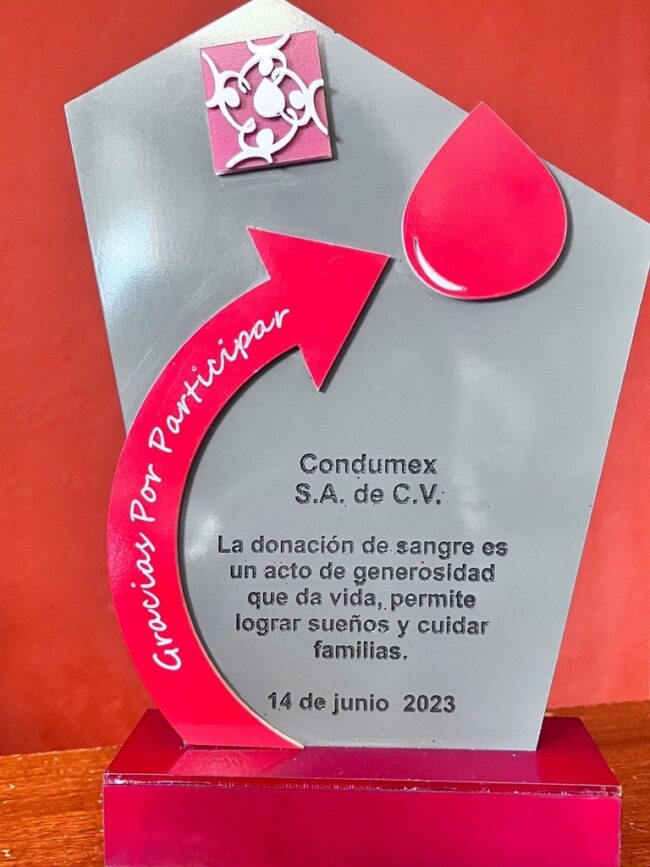 Gracias Por Participar
Condumex
S.A. de C.V.
La donación de sangre es
un acto de generosidad
que da vida, permite
lograr sueños y cuidar
familias.
14 de junio 2023